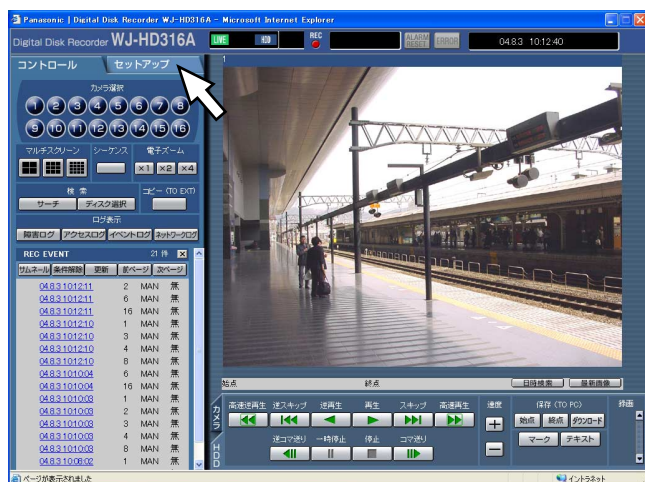 Panasonic | Digital Disk Recorder WJ-HD316A - Microsoft Internet Explorer
Digital Disk Recorder WJ-HD316A
LIVE HDD REC ALARM RESET ERROR 04.8.3 10:12:40
コントロール セットアップ
1
カメラ選択
1 2 3 4 5 6 7 8
9 10 11 12 13 14 15 16
マルチスクリーン シーケンス 電子ズーム
×1 ×2 ×4
検索 コピー (TO EXT)
サーチ ディスク選択
ログ表示
障害ログ アクセスログ イベントログ ネットワークログ
REC EVENT 21 件
サムネール 条件解除 更新 前ページ 次ページ
04.8.3 10:12:11 2 MAN 無
04.8.3 10:12:11 6 MAN 無
04.8.3 10:12:11 16 MAN 無
04.8.3 10:12:10 1 MAN 無
04.8.3 10:12:10 3 MAN 無
04.8.3 10:12:10 4 MAN 無
04.8.3 10:12:10 8 MAN 無
04.8.3 10:10:04 6 MAN 無
04.8.3 10:10:04 16 MAN 無
04.8.3 10:10:03 1 MAN 無
04.8.3 10:10:03 2 MAN 無
04.8.3 10:10:03 3 MAN 無
04.8.3 10:10:03 4 MAN 無
04.8.3 10:10:03 8 MAN 無
04.8.3 10:08:02 1 MAN 無
始点 終点 日時検索 最新画像
カメラ
HDD
高速逆再生 逆スキップ 逆再生 再生 スキップ 高速再生
逆コマ送り 一時停止 停止 コマ送り
速度
+
-
保存 (TO PC)
始点 終点 ダウンロード
マーク テキスト
録画
ページが表示されました
イントラネット